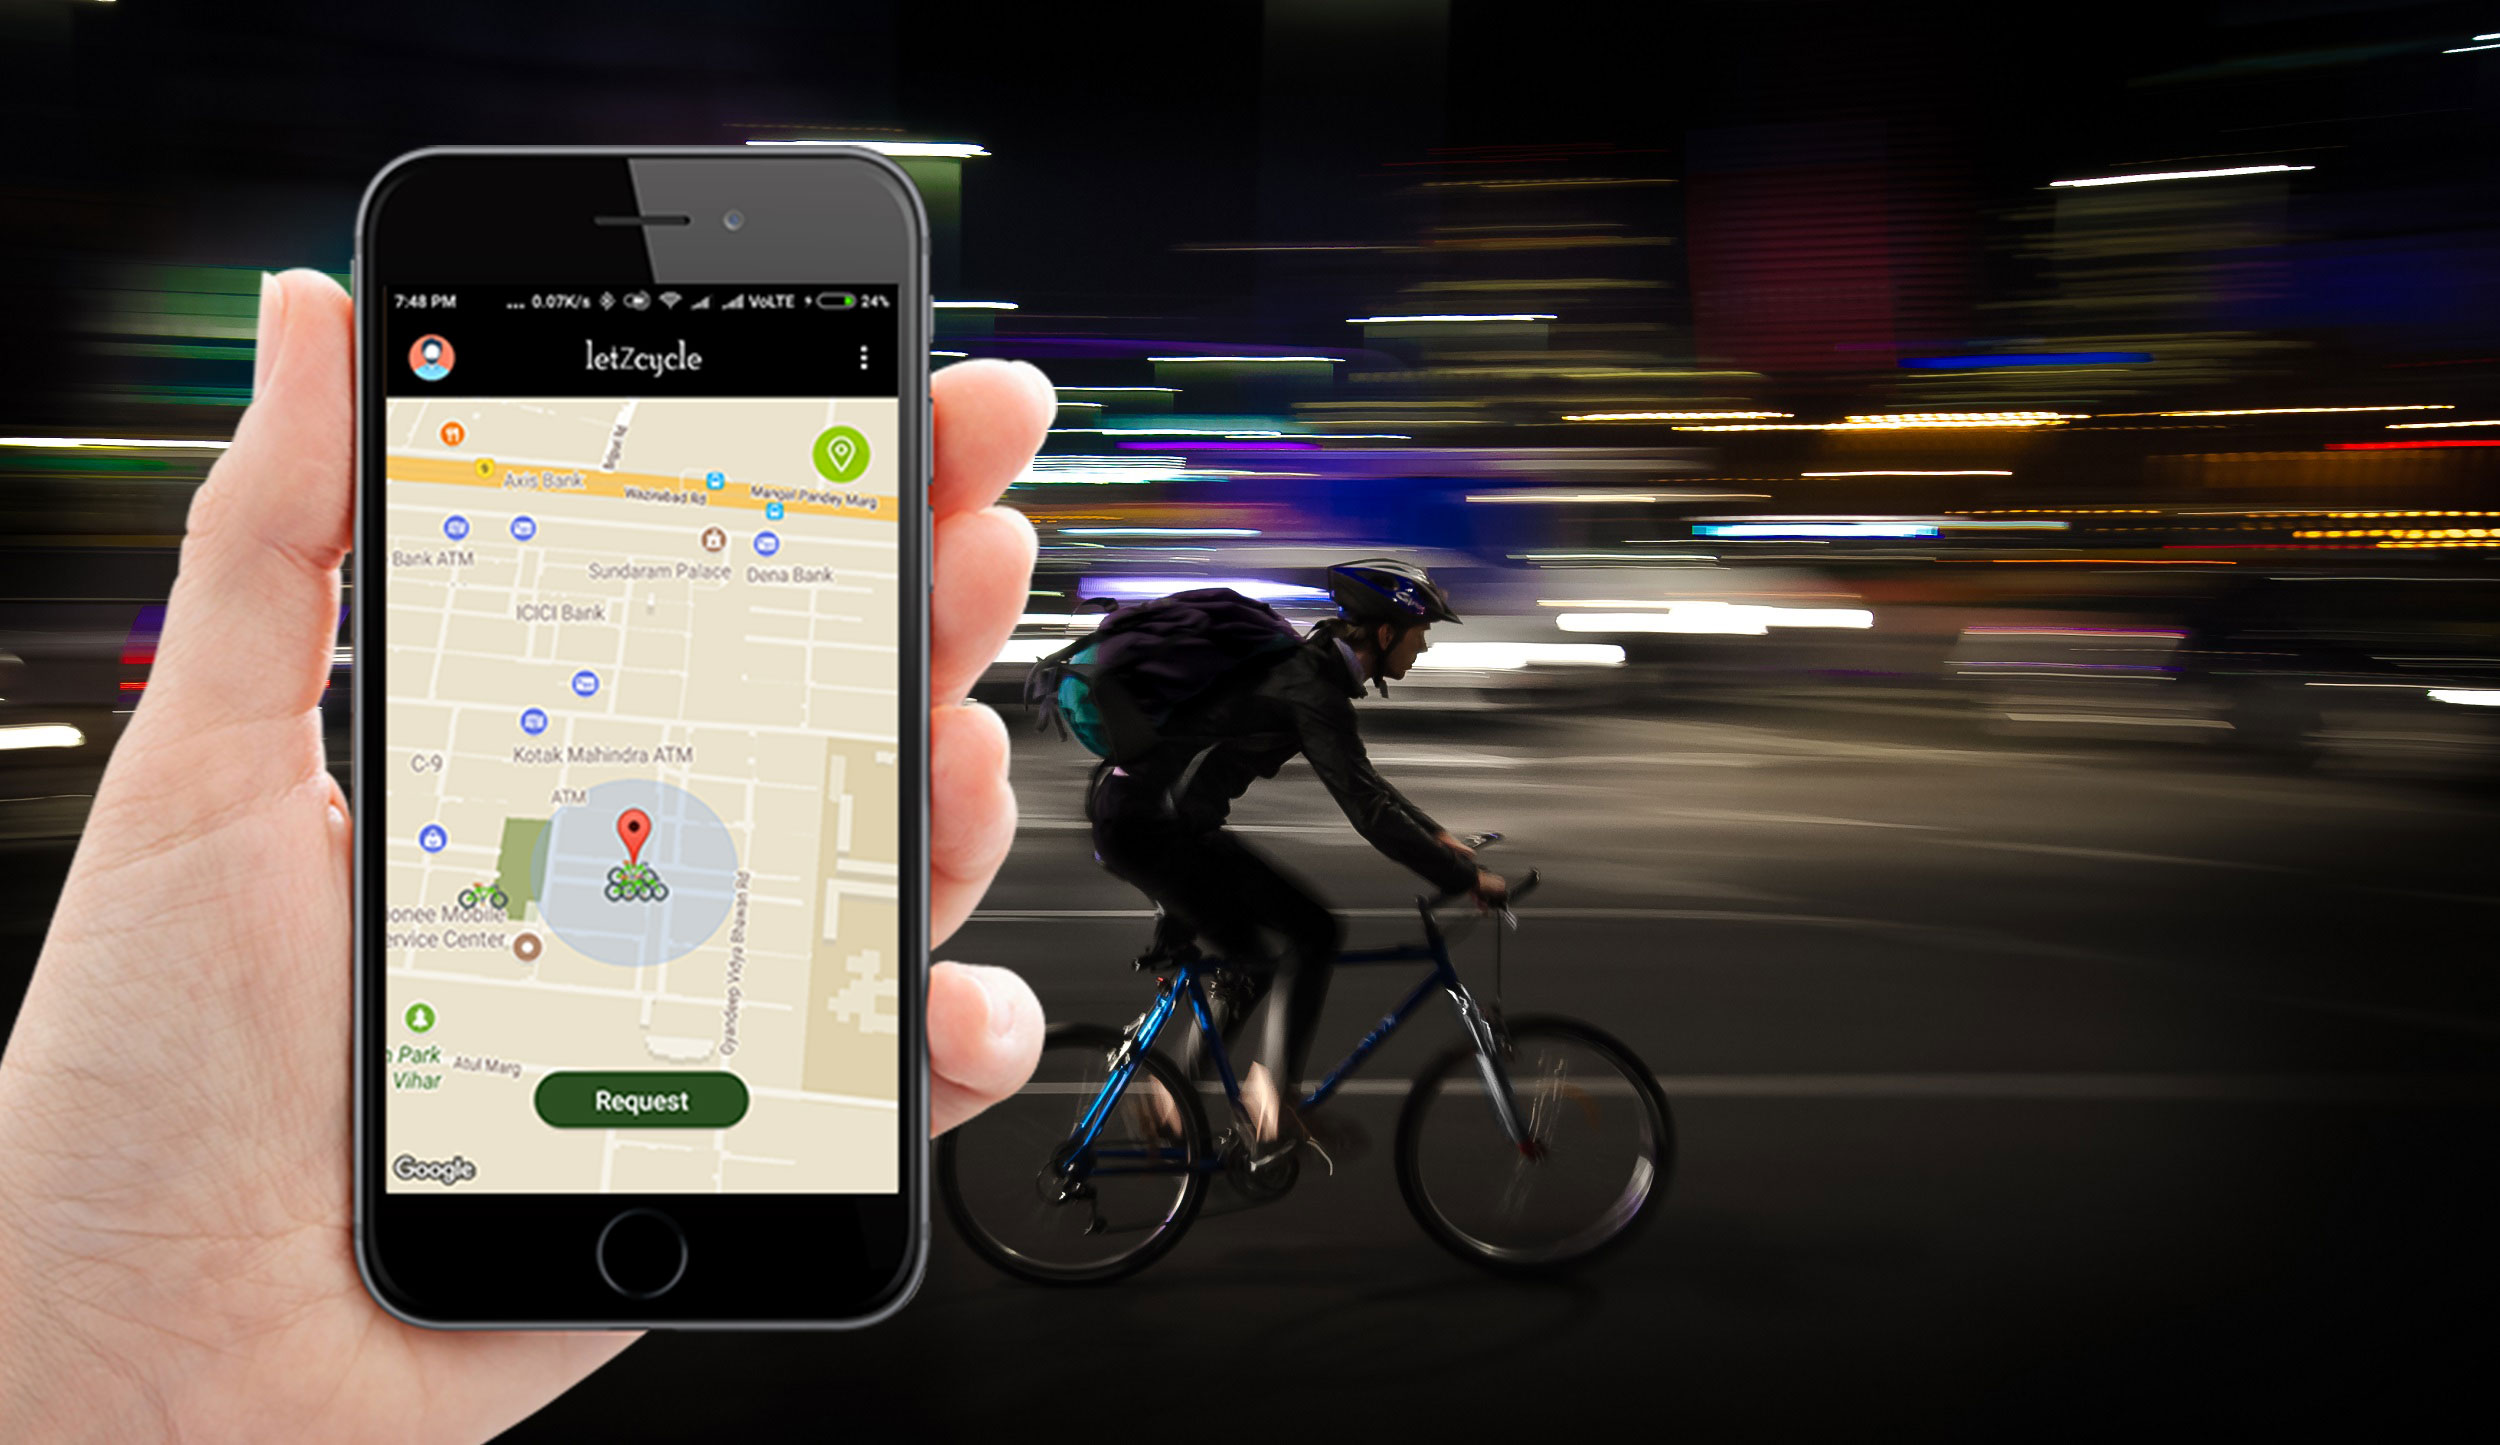 7:48 PM ... 0.07K/s VoLTE 24%
letZcycle
9
Axis Bank
Wazirabad Rd
Mangal Pandey Marg
Bank ATM
Sundaram Palace
Dena Bank
ICICI Bank
Kotak Mahindra ATM
C-9
ATM
onee Mobile
ervice Center
Gyandeep Vidya Bhawan Rd
Park
Vihar
Atul Marg
Request
Google